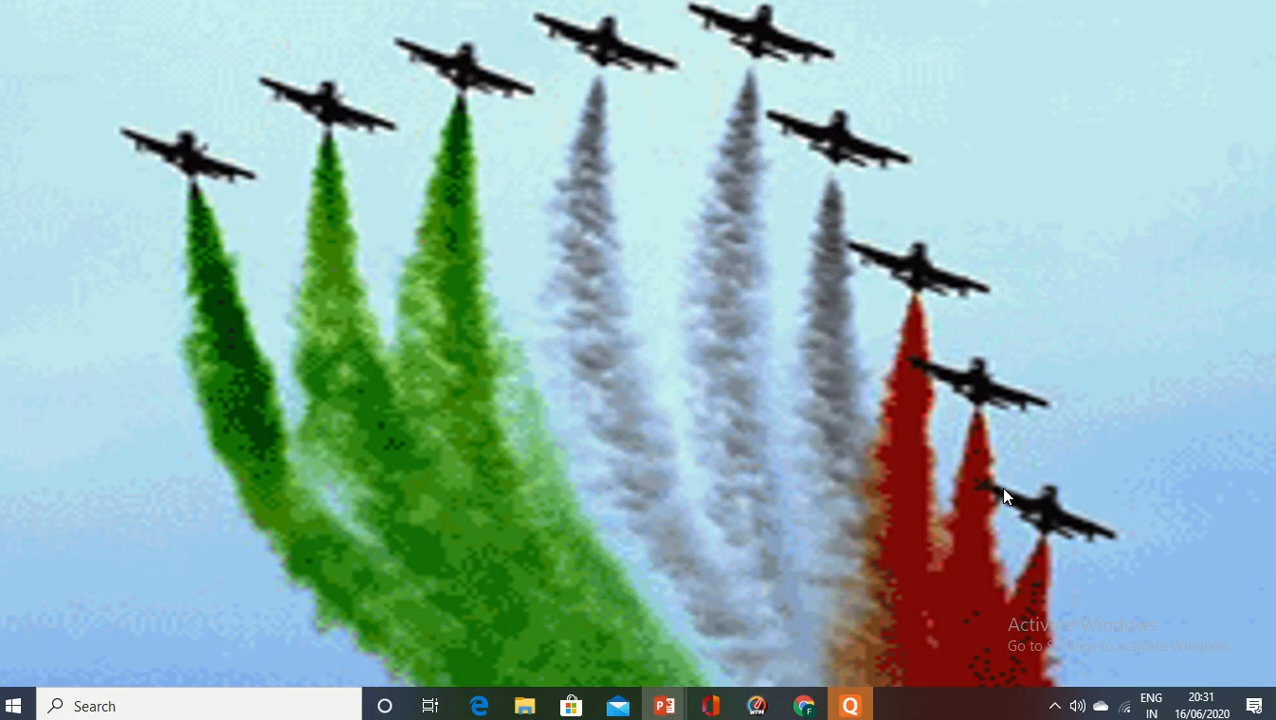 Activate Windows
Go to Settings to activate Windows.
Search
ENG
IN
20:31
16/06/2020